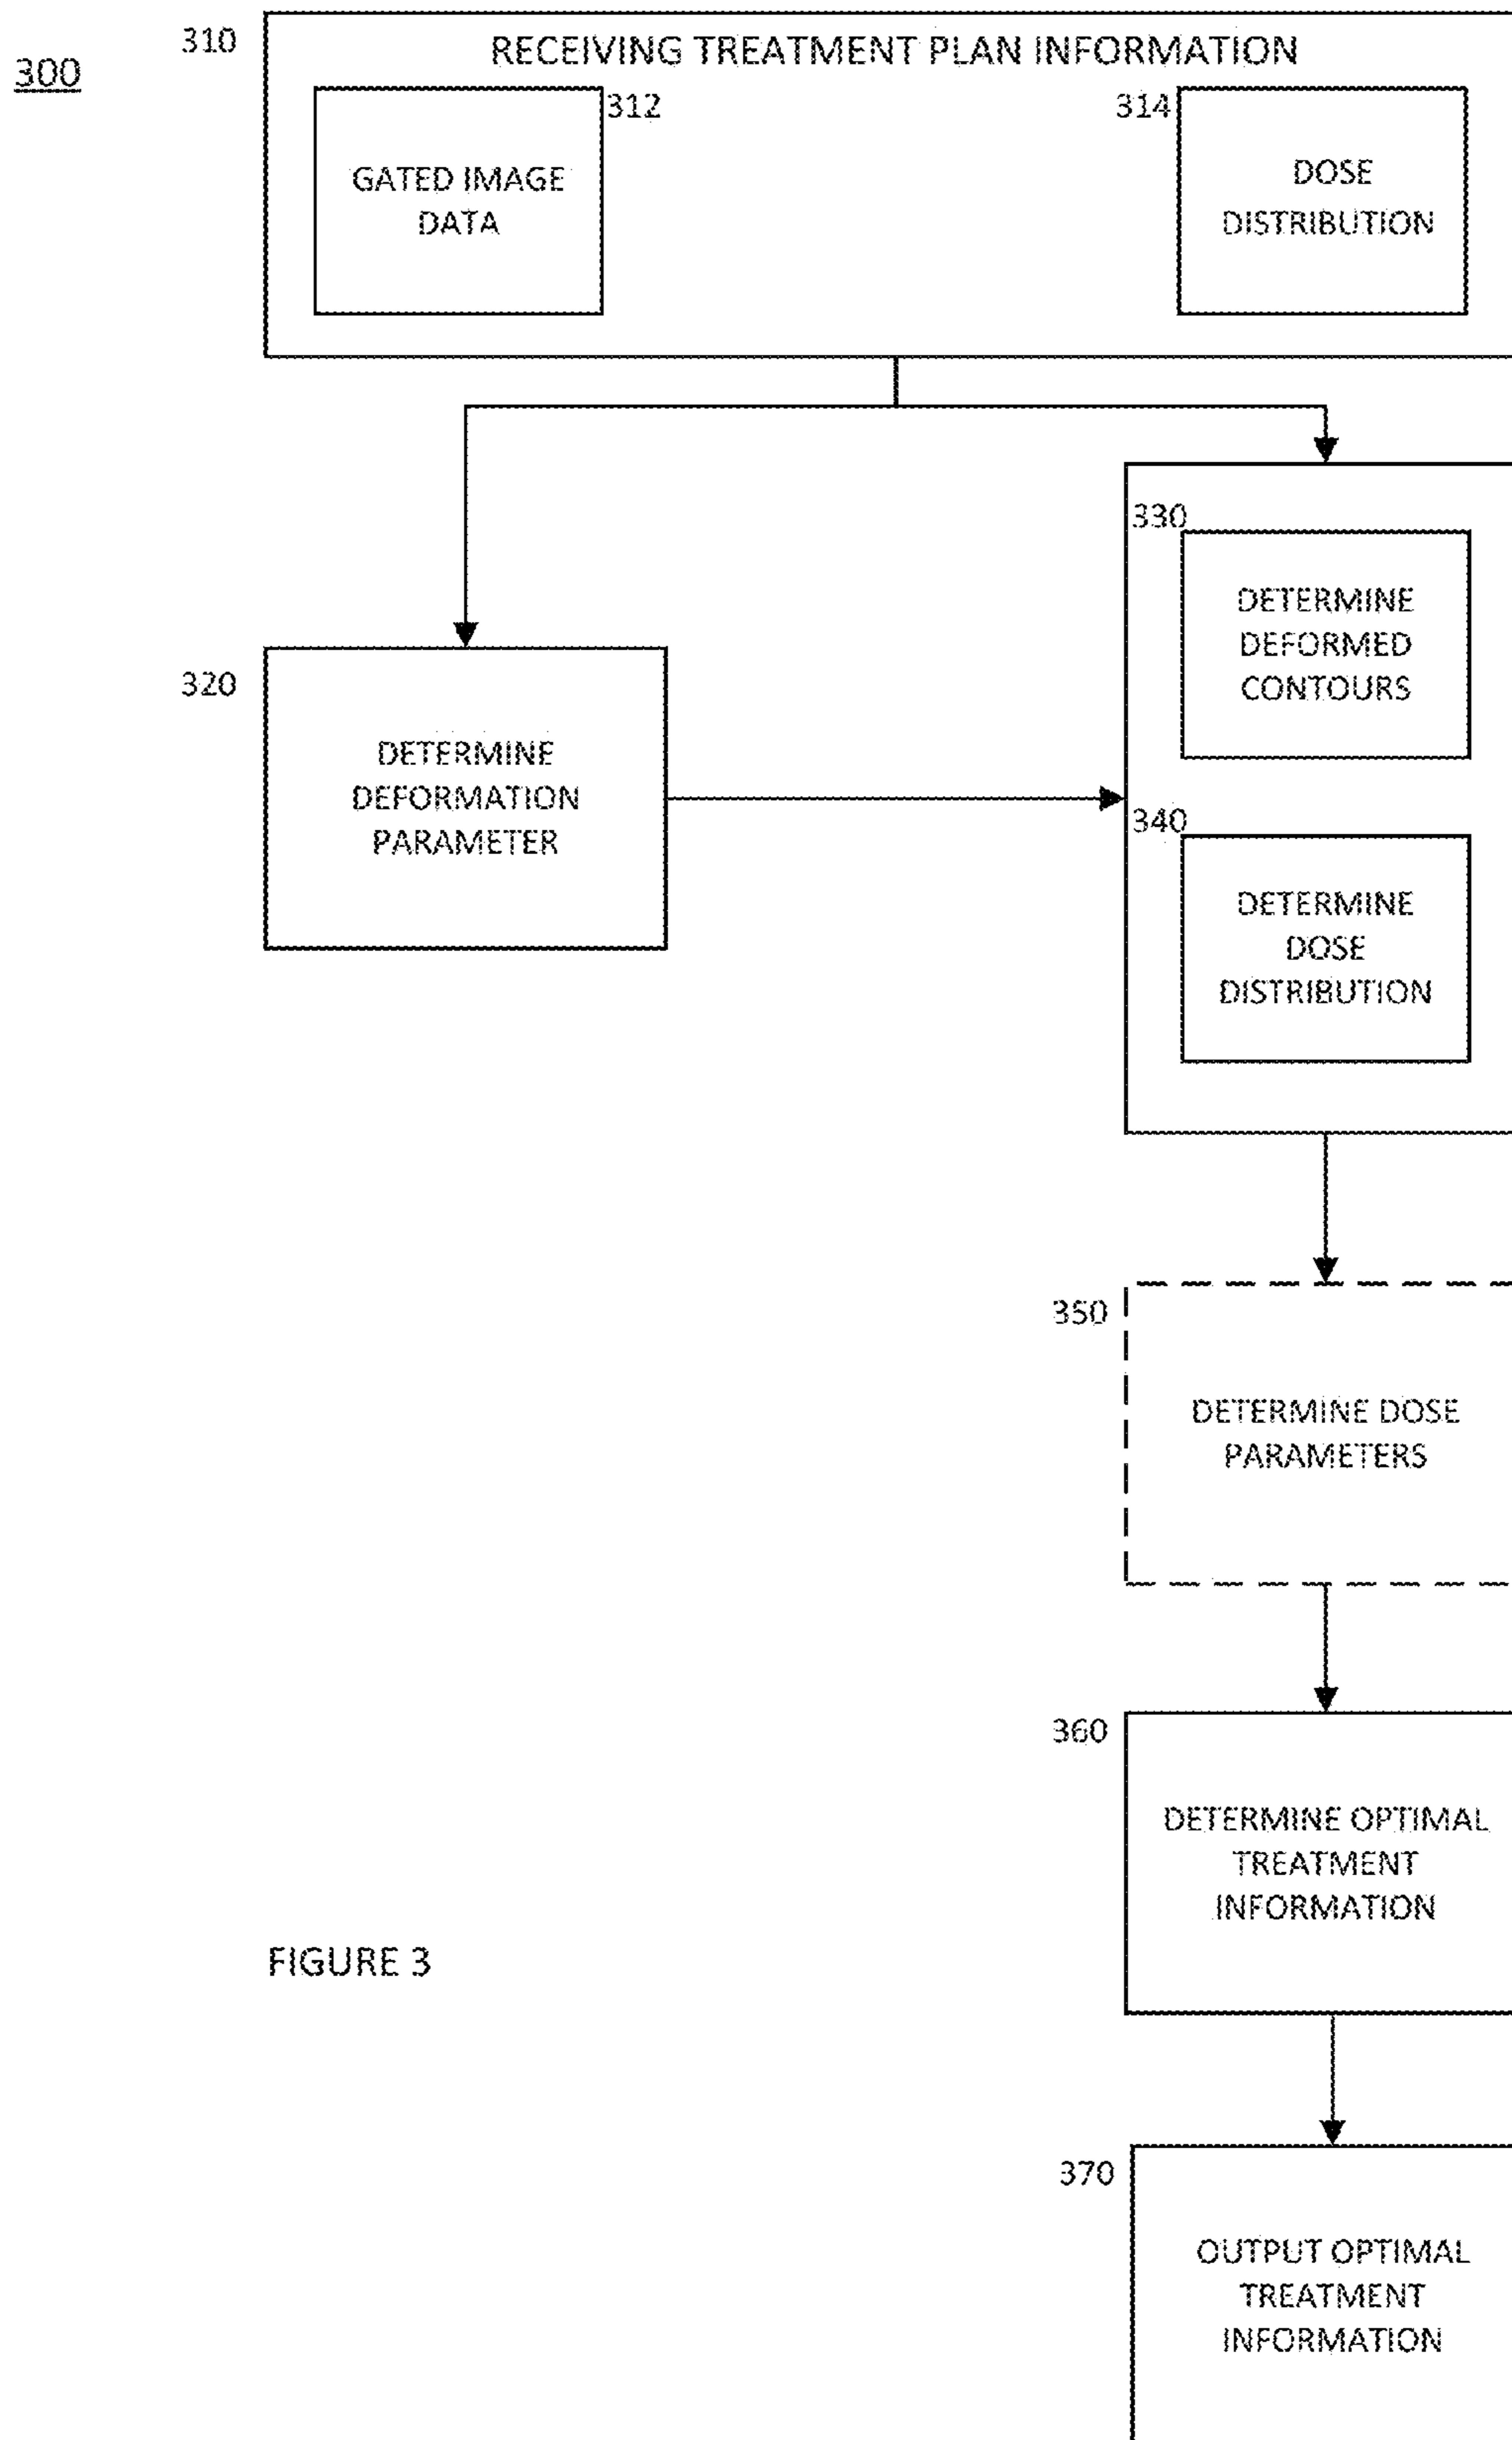 300
310
RECEIVING TREATMENT PLAN INFORMATION
312
GATED IMAGE
DATA
314
DOSE
DISTRIBUTION
320
DETERMINE
DEFORMATION
PARAMETER
330
DETERMINE
DEFORMED
CONTOURS
340
DETERMINE
DOSE
DISTRIBUTION
350
DETERMINE DOSE
PARAMETERS
360
DETERMINE OPTIMAL
TREATMENT
INFORMATION
FIGURE 3
370
OUTPUT OPTIMAL
TREATMENT
INFORMATION